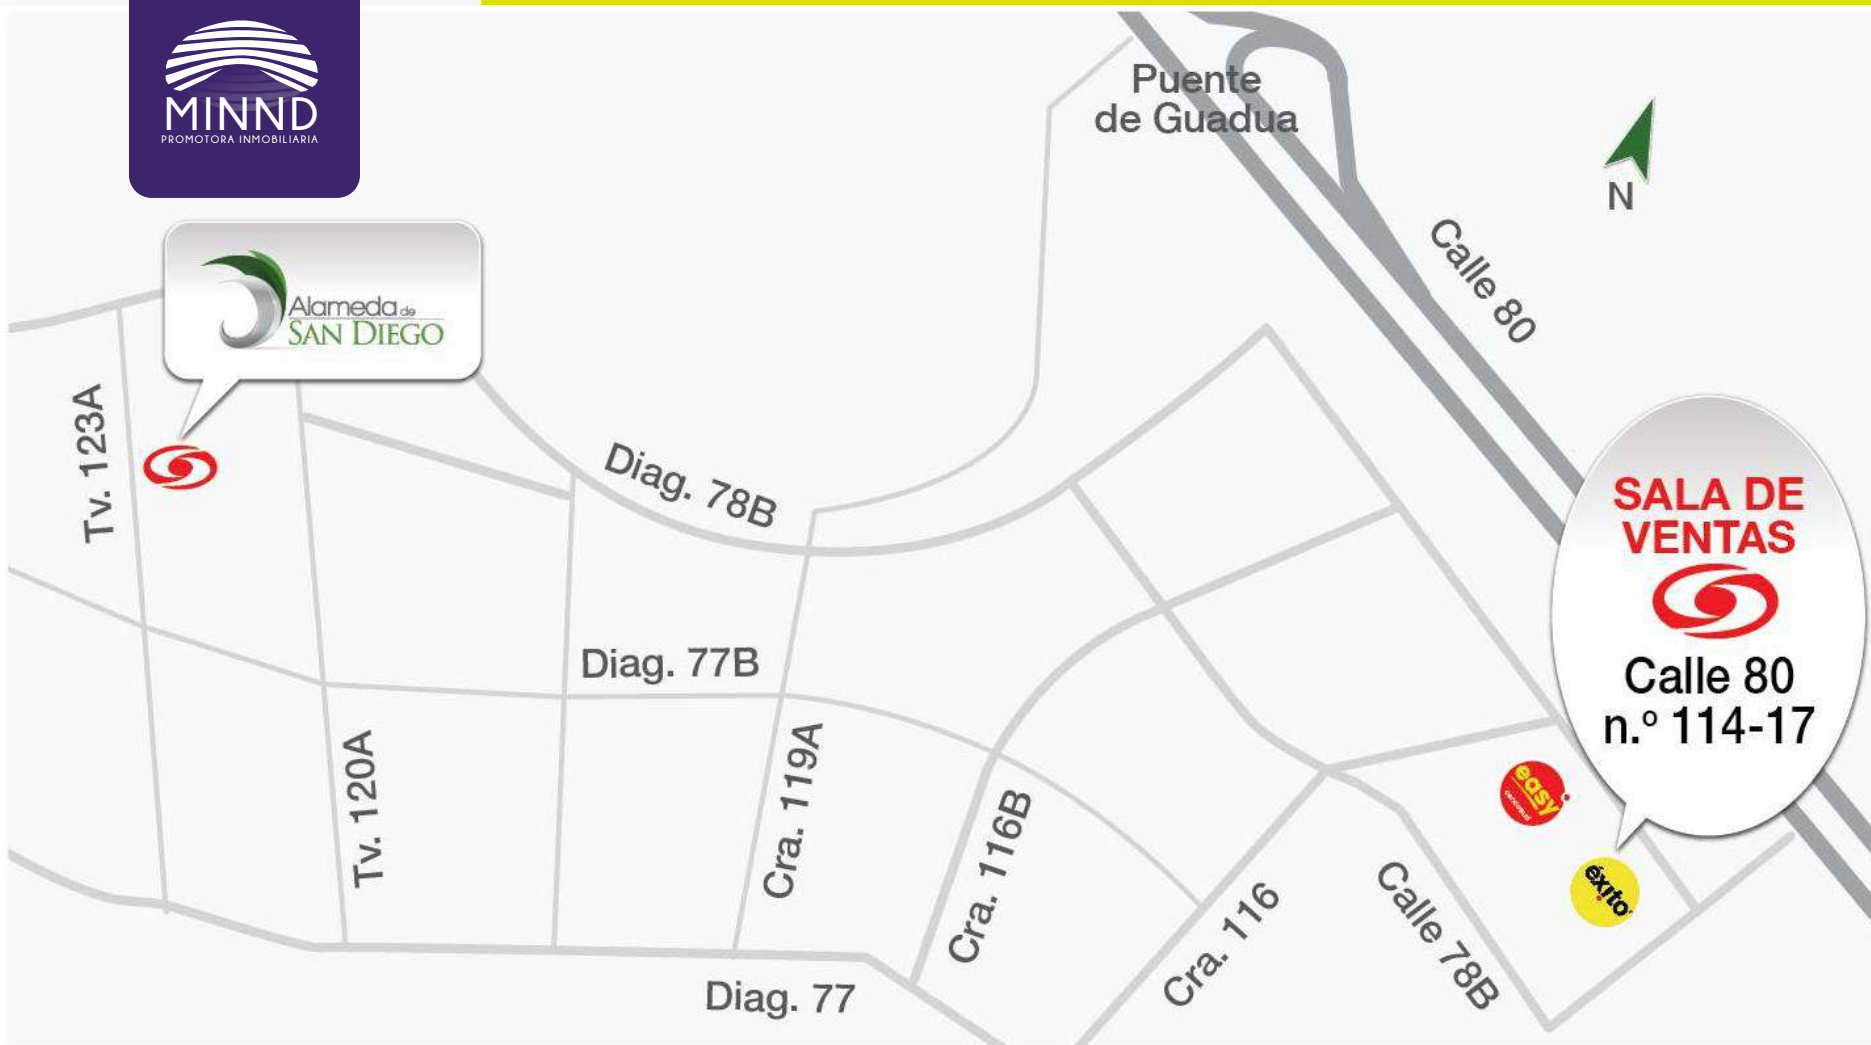 MINND
PROMOTORA INMOBILIARIA
Puente
de Guadua
N
Calle 80
Alameda de
SAN DIEGO
Tv. 123A
Diag. 78B
SALA DE
VENTAS
Calle 80
n.º 114-17
Diag. 77B
Tv. 120A
Cra. 119A
Cra. 116B
easy
cencosud
éxito
Cra. 116
Calle 78B
Diag. 77